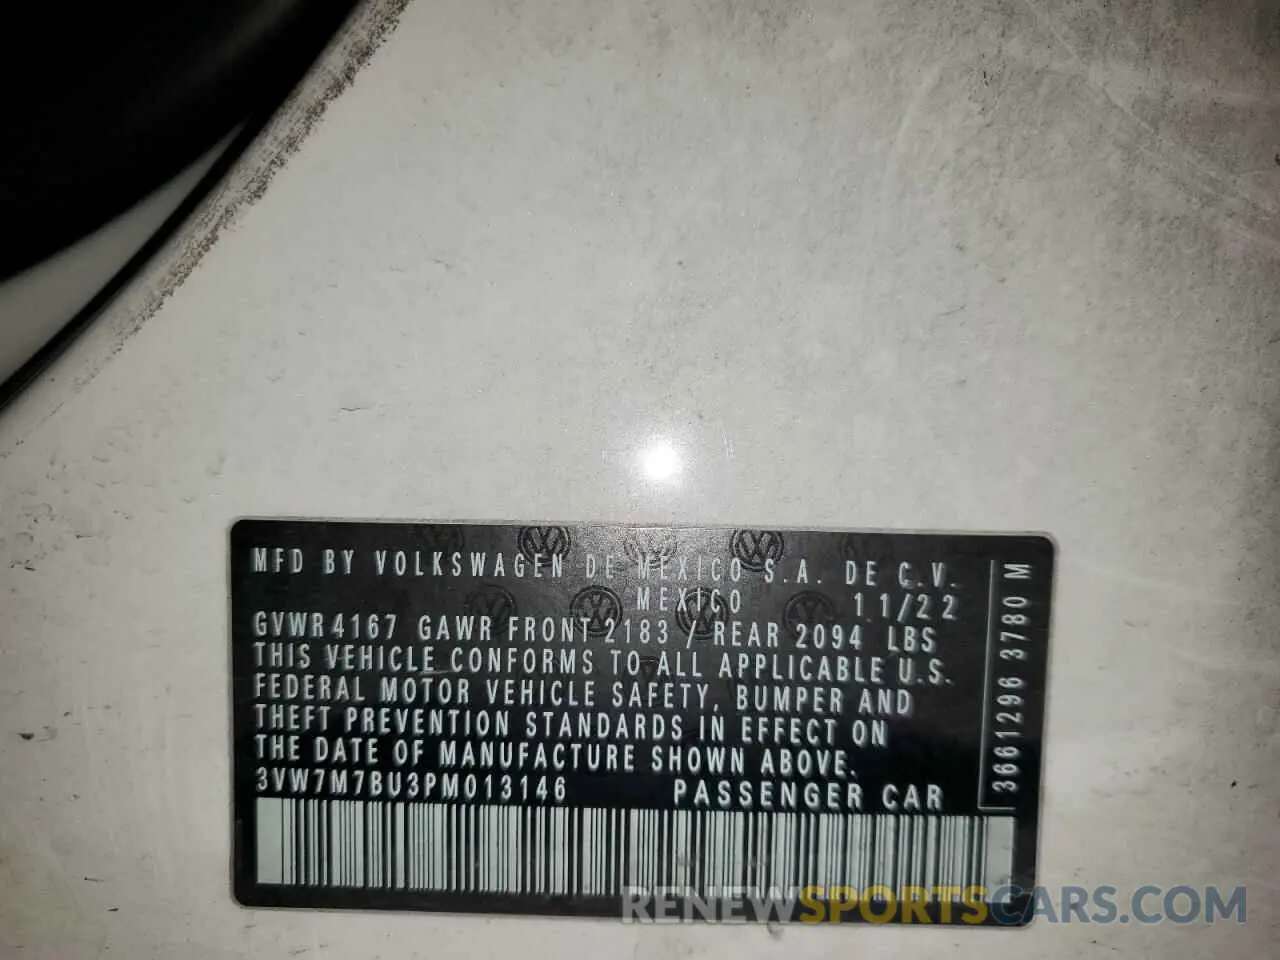 MFD BY VOLKSWAGEN DE MEXICO S.A. DE C.V.
MEXICO 11/22
GVWR 4167 GAWR FRONT 2183 / REAR 2094 LBS
THIS VEHICLE CONFORMS TO ALL APPLICABLE U.S.
FEDERAL MOTOR VEHICLE SAFETY, BUMPER AND
THEFT PREVENTION STANDARDS IN EFFECT ON
THE DATE OF MANUFACTURE SHOWN ABOVE.
3VW7M7BU3PM013146 PASSENGER CAR
3661296 3780 M
RENEWSPORTSCARS.COM